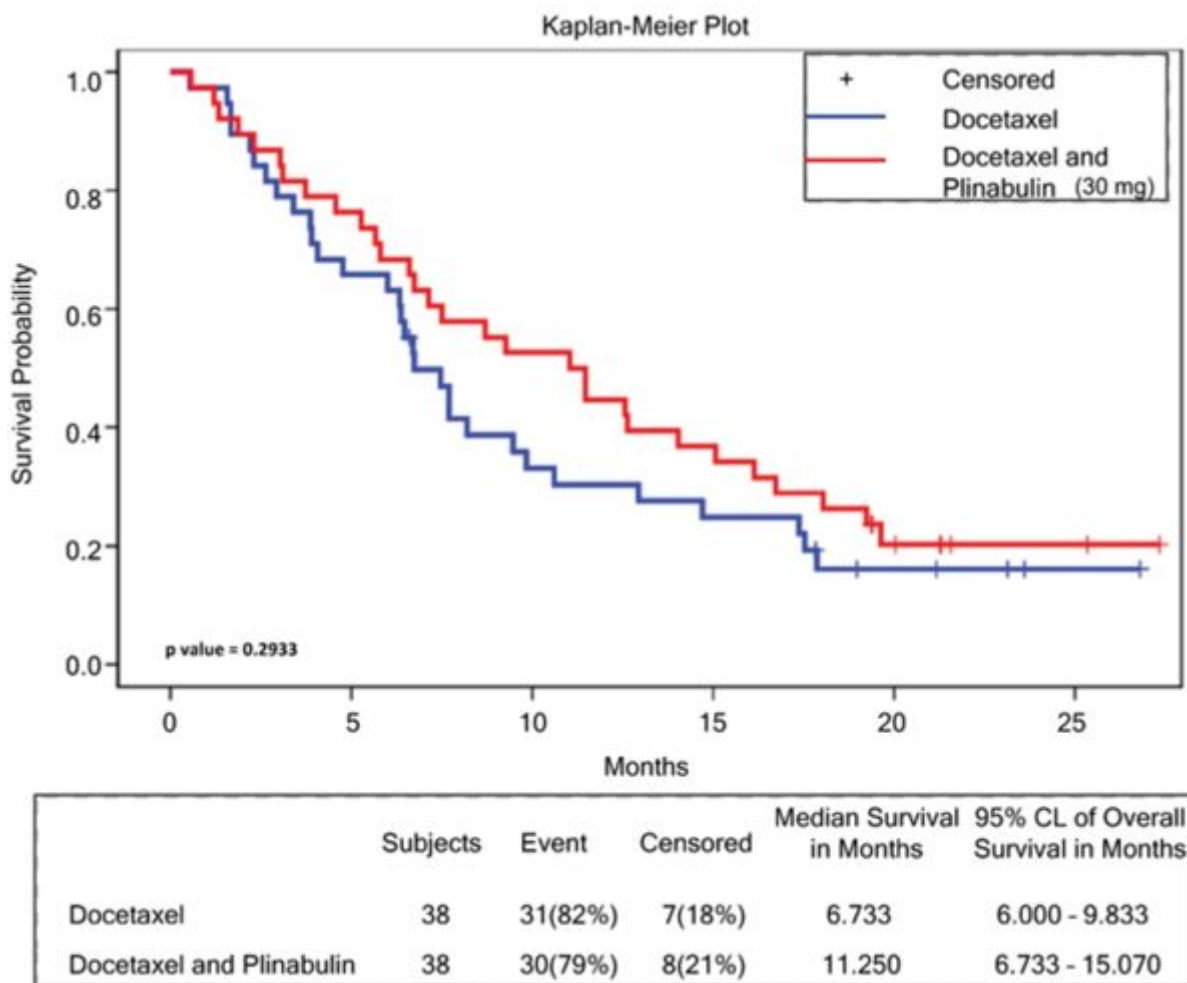 Kaplan-Meier Plot
Censored
Docetaxel
Docetaxel and
Plinabulin (30 mg)
1.0
0.8
0.6
0.4
0.2
0.0
Survival Probability
p value = 0.2933
0 5 10 15 20 25
Months
Subjects Event Censored Median Survival in Months 95% CL of Overall Survival in Months
Docetaxel 38 31(82%) 7(18%) 6.733 6.000 - 9.833
Docetaxel and Plinabulin 38 30(79%) 8(21%) 11.250 6.733 - 15.070